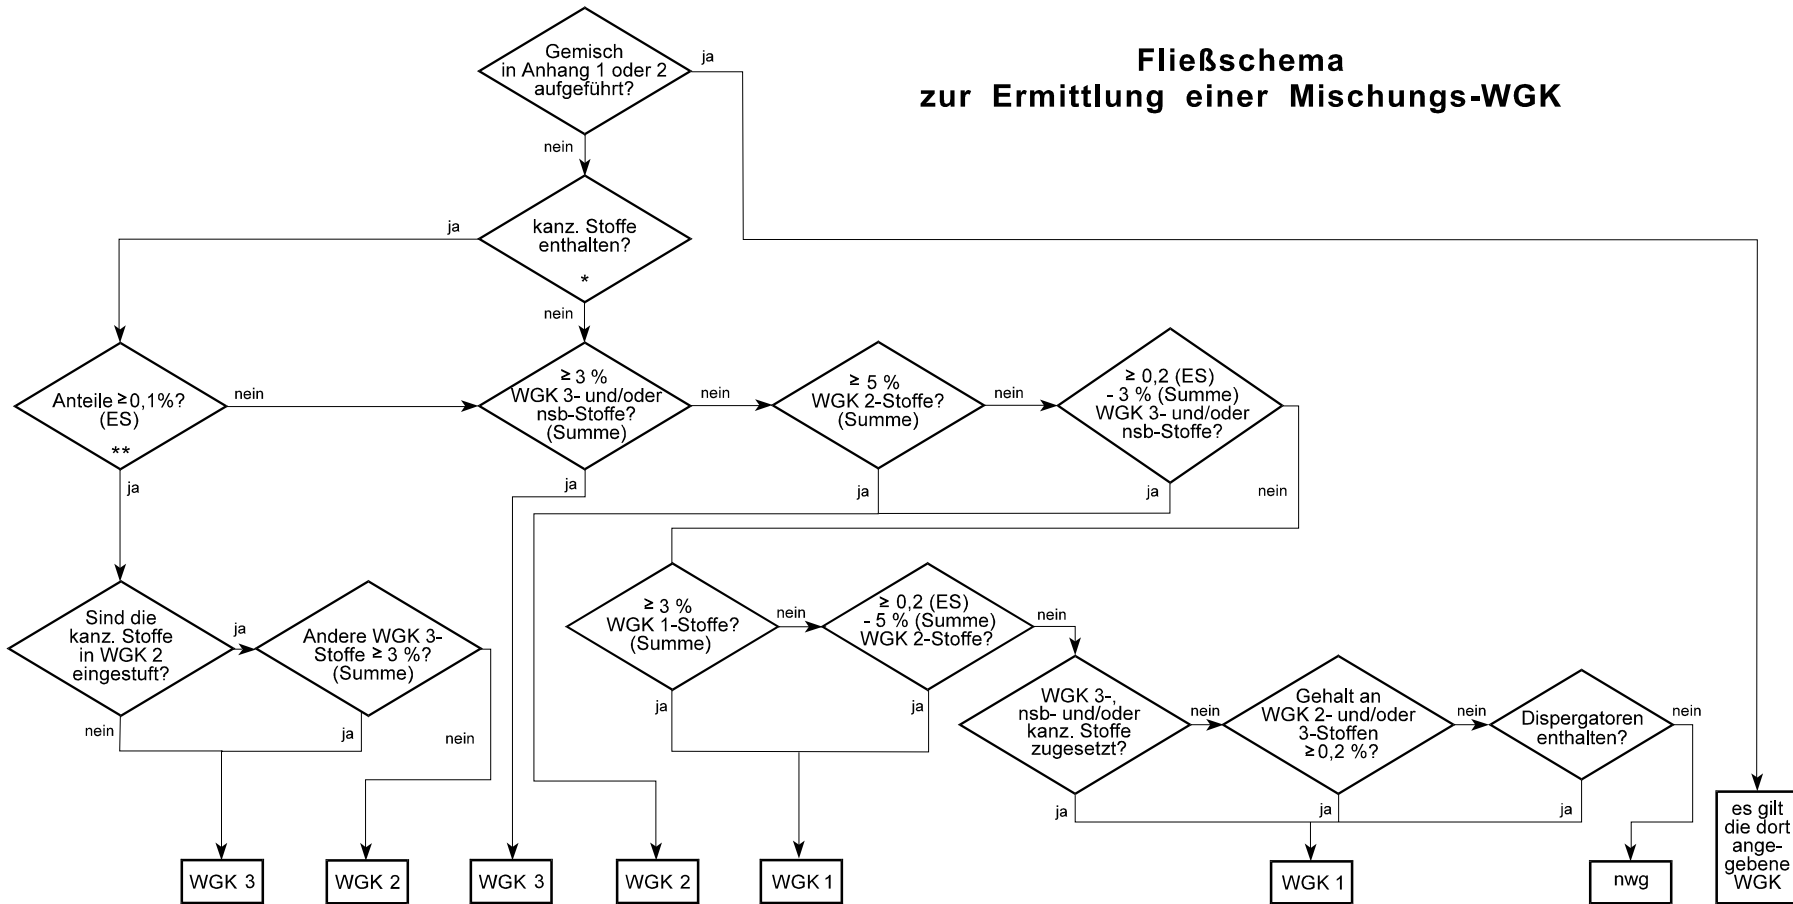 Fließschema
zur Ermittlung einer Mischungs-WGK
Gemisch
in Anhang 1 oder 2
aufgeführt?
ja
nein
kanz. Stoffe
enthalten?
*
ja
nein
Anteile ≥0,1%?
(ES)
**
nein
ja
≥ 3 %
WGK 3- und/oder
nsb-Stoffe?
(Summe)
nein
ja
≥ 5 %
WGK 2-Stoffe?
(Summe)
nein
ja
≥ 0,2 (ES)
- 3 % (Summe)
WGK 3- und/oder
nsb-Stoffe?
ja
nein
Sind die
kanz. Stoffe
in WGK 2
eingestuft?
ja
nein
Andere WGK 3-
Stoffe ≥ 3 %?
(Summe)
ja
nein
≥ 3 %
WGK 1-Stoffe?
(Summe)
nein
ja
≥ 0,2 (ES)
- 5 % (Summe)
WGK 2-Stoffe?
nein
ja
WGK 3-,
nsb- und/oder
kanz. Stoffe
zugesetzt?
nein
ja
Gehalt an
WGK 2- und/oder
3-Stoffen
≥0,2 %?
nein
ja
Dispergatoren
enthalten?
nein
ja
WGK 3
WGK 2
WGK 3
WGK 2
WGK 1
WGK 1
nwg
es gilt
die dort
ange-
gebene
WGK